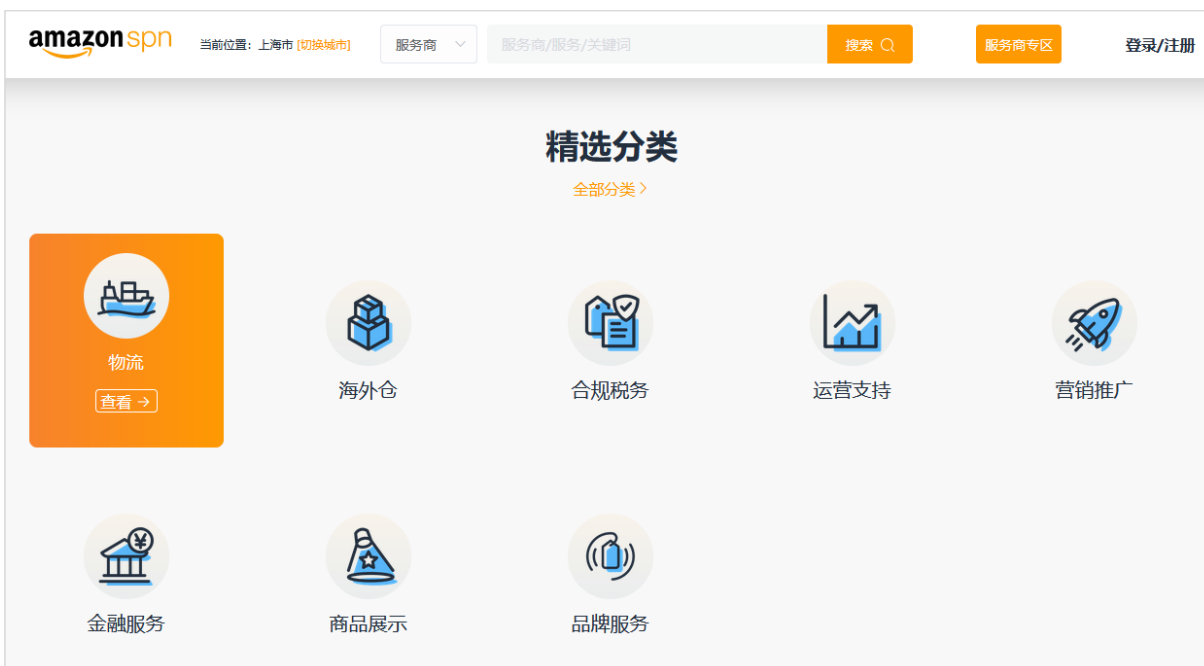 amazon spn 当前位置：上海市 [切换城市] 服务商 服务商/服务/关键词 搜索 服务商专区 登录/注册
精选分类
全部分类 >
物流
查看 →
海外仓 合规税务 运营支持 营销推广
金融服务 商品展示 品牌服务